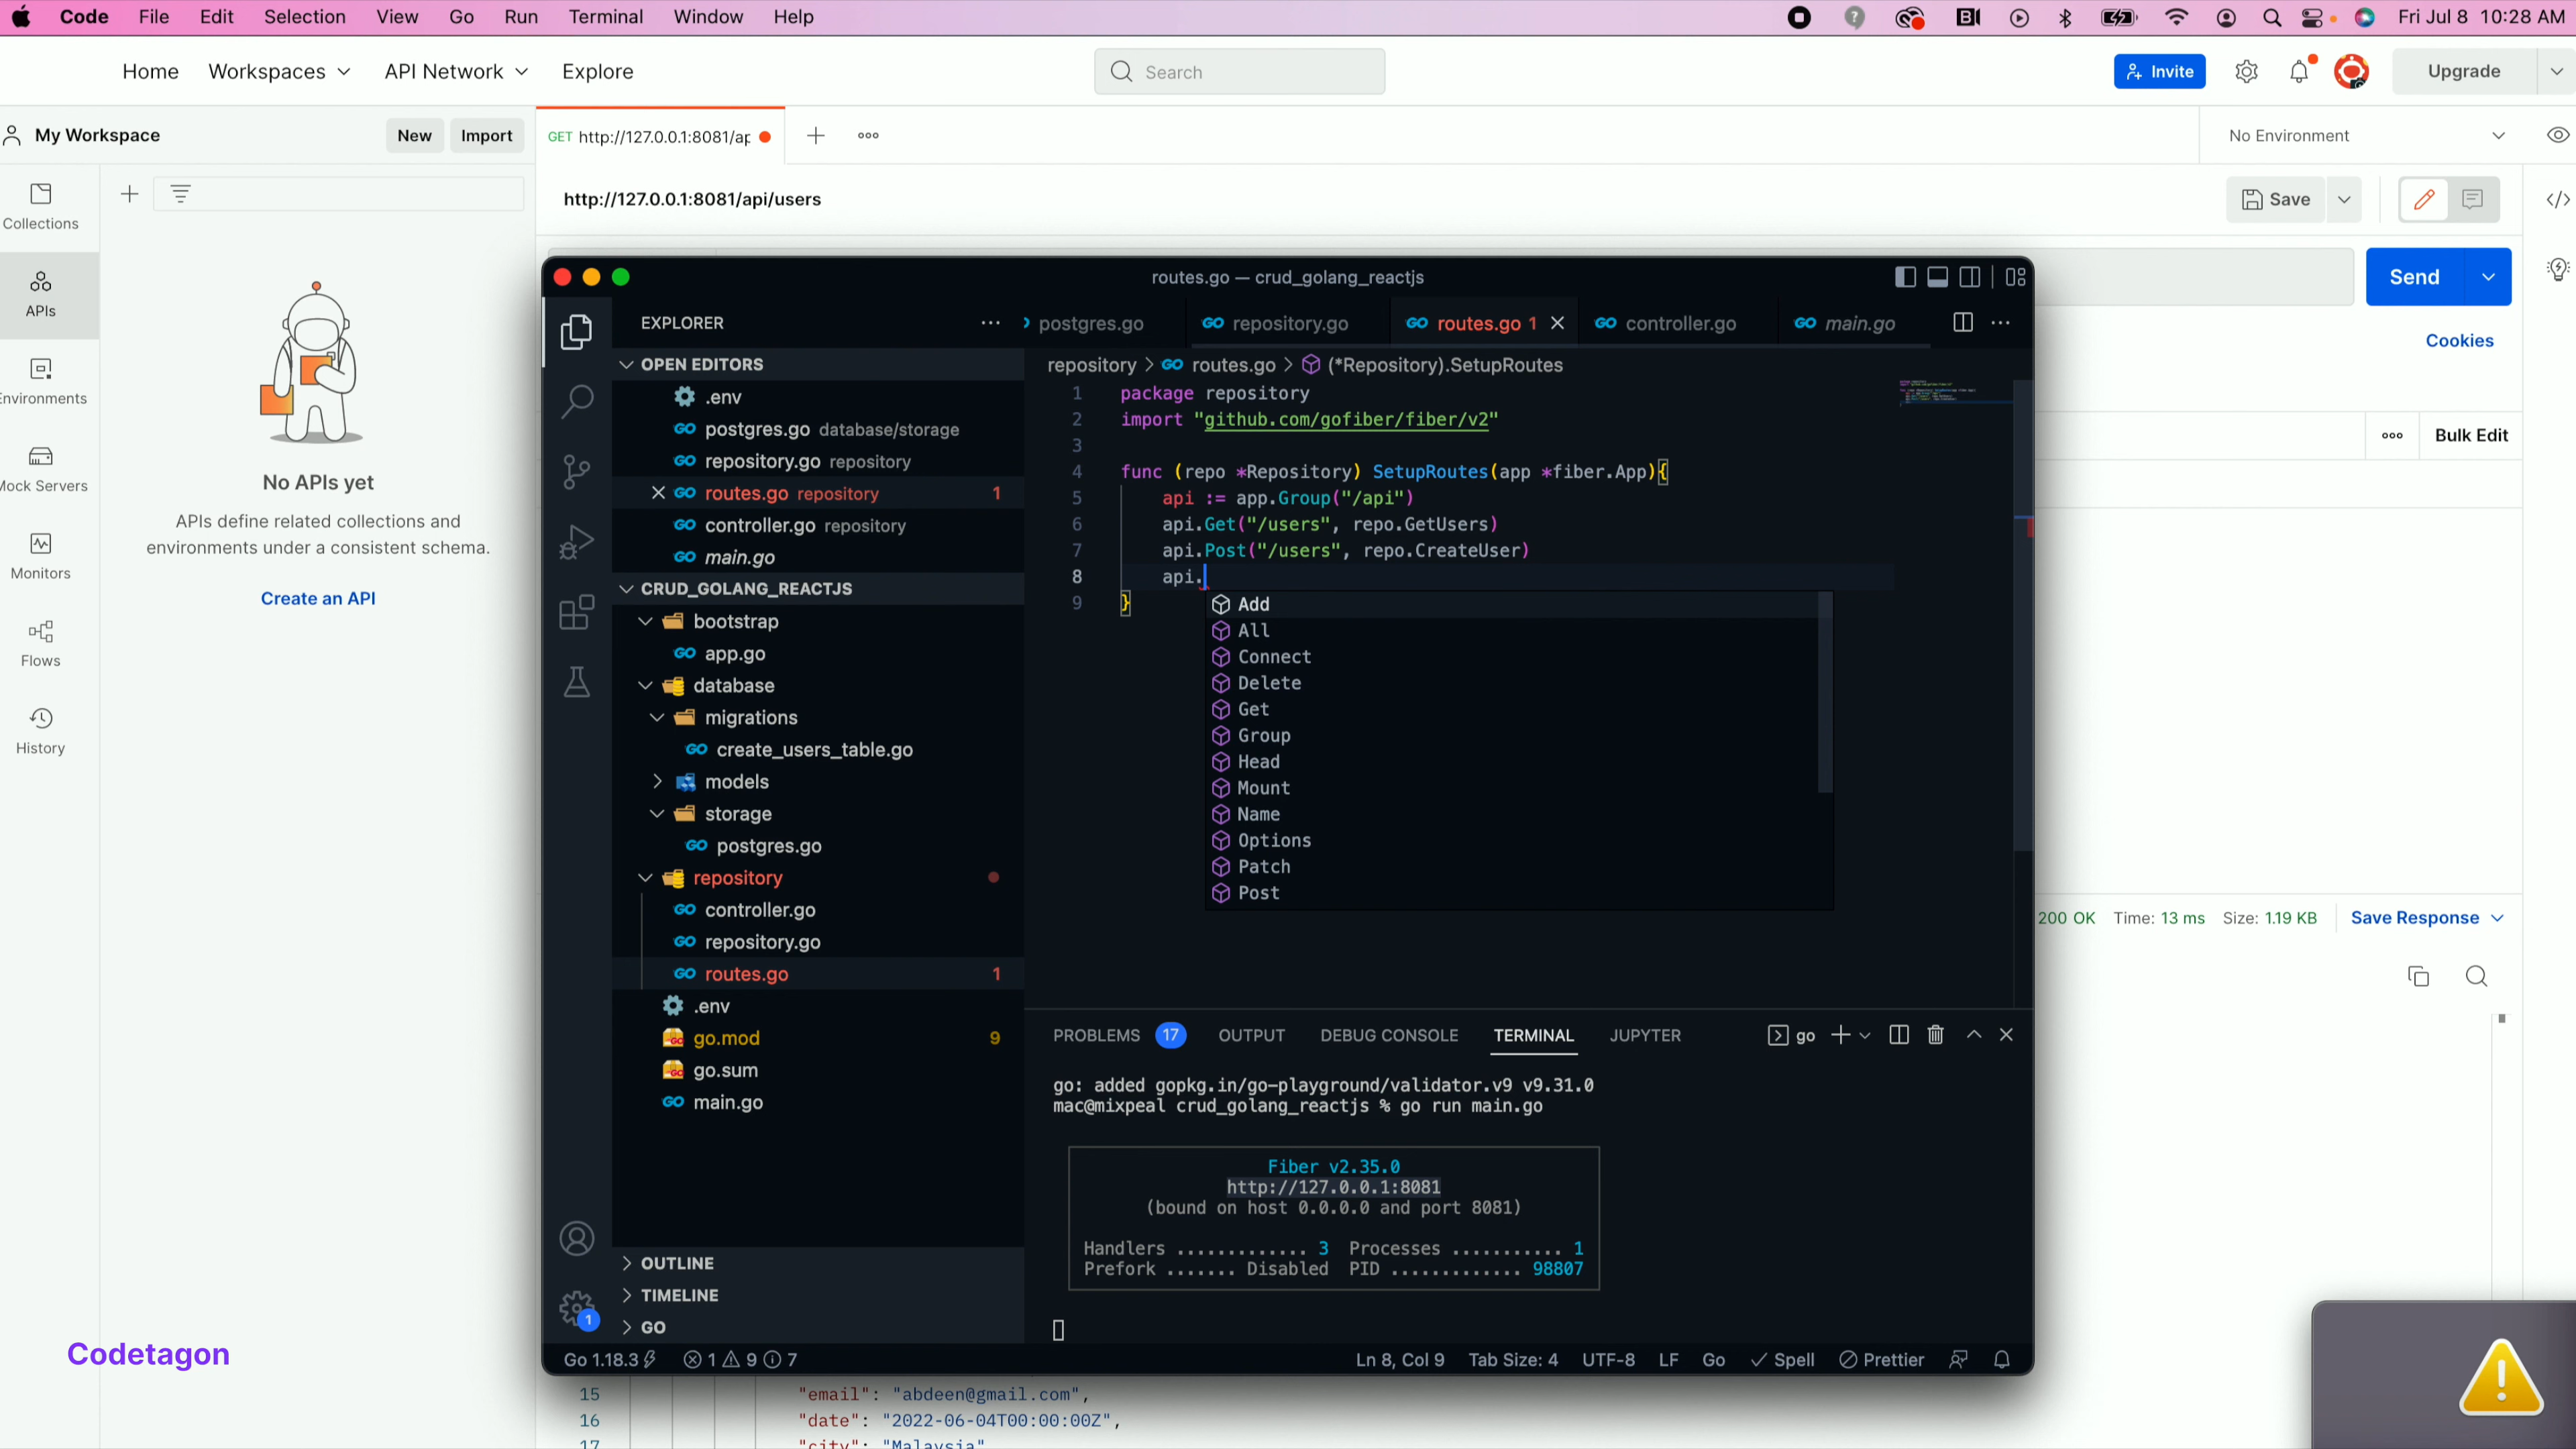 Code File Edit Selection View Go Run Terminal Window Help
Fri Jul 8 10:28 AM
Home Workspaces API Network Explore
Search
Invite
Upgrade
My Workspace
New Import
GET http://127.0.0.1:8081/ap
No Environment
http://127.0.0.1:8081/api/users
Save
Send
Cookies
Bulk Edit
Collections
APIs
Environments
Mock Servers
Monitors
Flows
History
No APIs yet
APIs define related collections and
environments under a consistent schema.
Create an API
routes.go — crud_golang_reactjs
EXPLORER
postgres.go repository.go routes.go 1 controller.go main.go
OPEN EDITORS
.env
postgres.go database/storage
repository.go repository
routes.go repository 1
controller.go repository
main.go
CRUD_GOLANG_REACTJS
bootstrap
app.go
database
migrations
create_users_table.go
models
storage
postgres.go
repository
controller.go
repository.go
routes.go 1
.env
go.mod 9
go.sum
main.go
OUTLINE
TIMELINE
GO
repository > routes.go > (*Repository).SetupRoutes
1 package repository
2 import "github.com/gofiber/fiber/v2"
3
4 func (repo *Repository) SetupRoutes(app *fiber.App){
5 api := app.Group("/api")
6 api.Get("/users", repo.GetUsers)
7 api.Post("/users", repo.CreateUser)
8 api.
9 }
Add
All
Connect
Delete
Get
Group
Head
Mount
Name
Options
Patch
Post
200 OK Time: 13 ms Size: 1.19 KB Save Response
PROBLEMS 17 OUTPUT DEBUG CONSOLE TERMINAL JUPYTER
go
go: added gopkg.in/go-playground/validator.v9 v9.31.0
mac@mixpeal crud_golang_reactjs % go run main.go
Fiber v2.35.0
http://127.0.0.1:8081
(bound on host 0.0.0.0 and port 8081)
Handlers ............. 3 Processes ........... 1
Prefork ....... Disabled PID ............. 98807
1
Go 1.18.3 1 9 7
Ln 8, Col 9 Tab Size: 4 UTF-8 LF Go Spell Prettier
Codetagon
15 "email": "abdeen@gmail.com",
16 "date": "2022-06-04T00:00:00Z",
17 "city": "Malaysia"